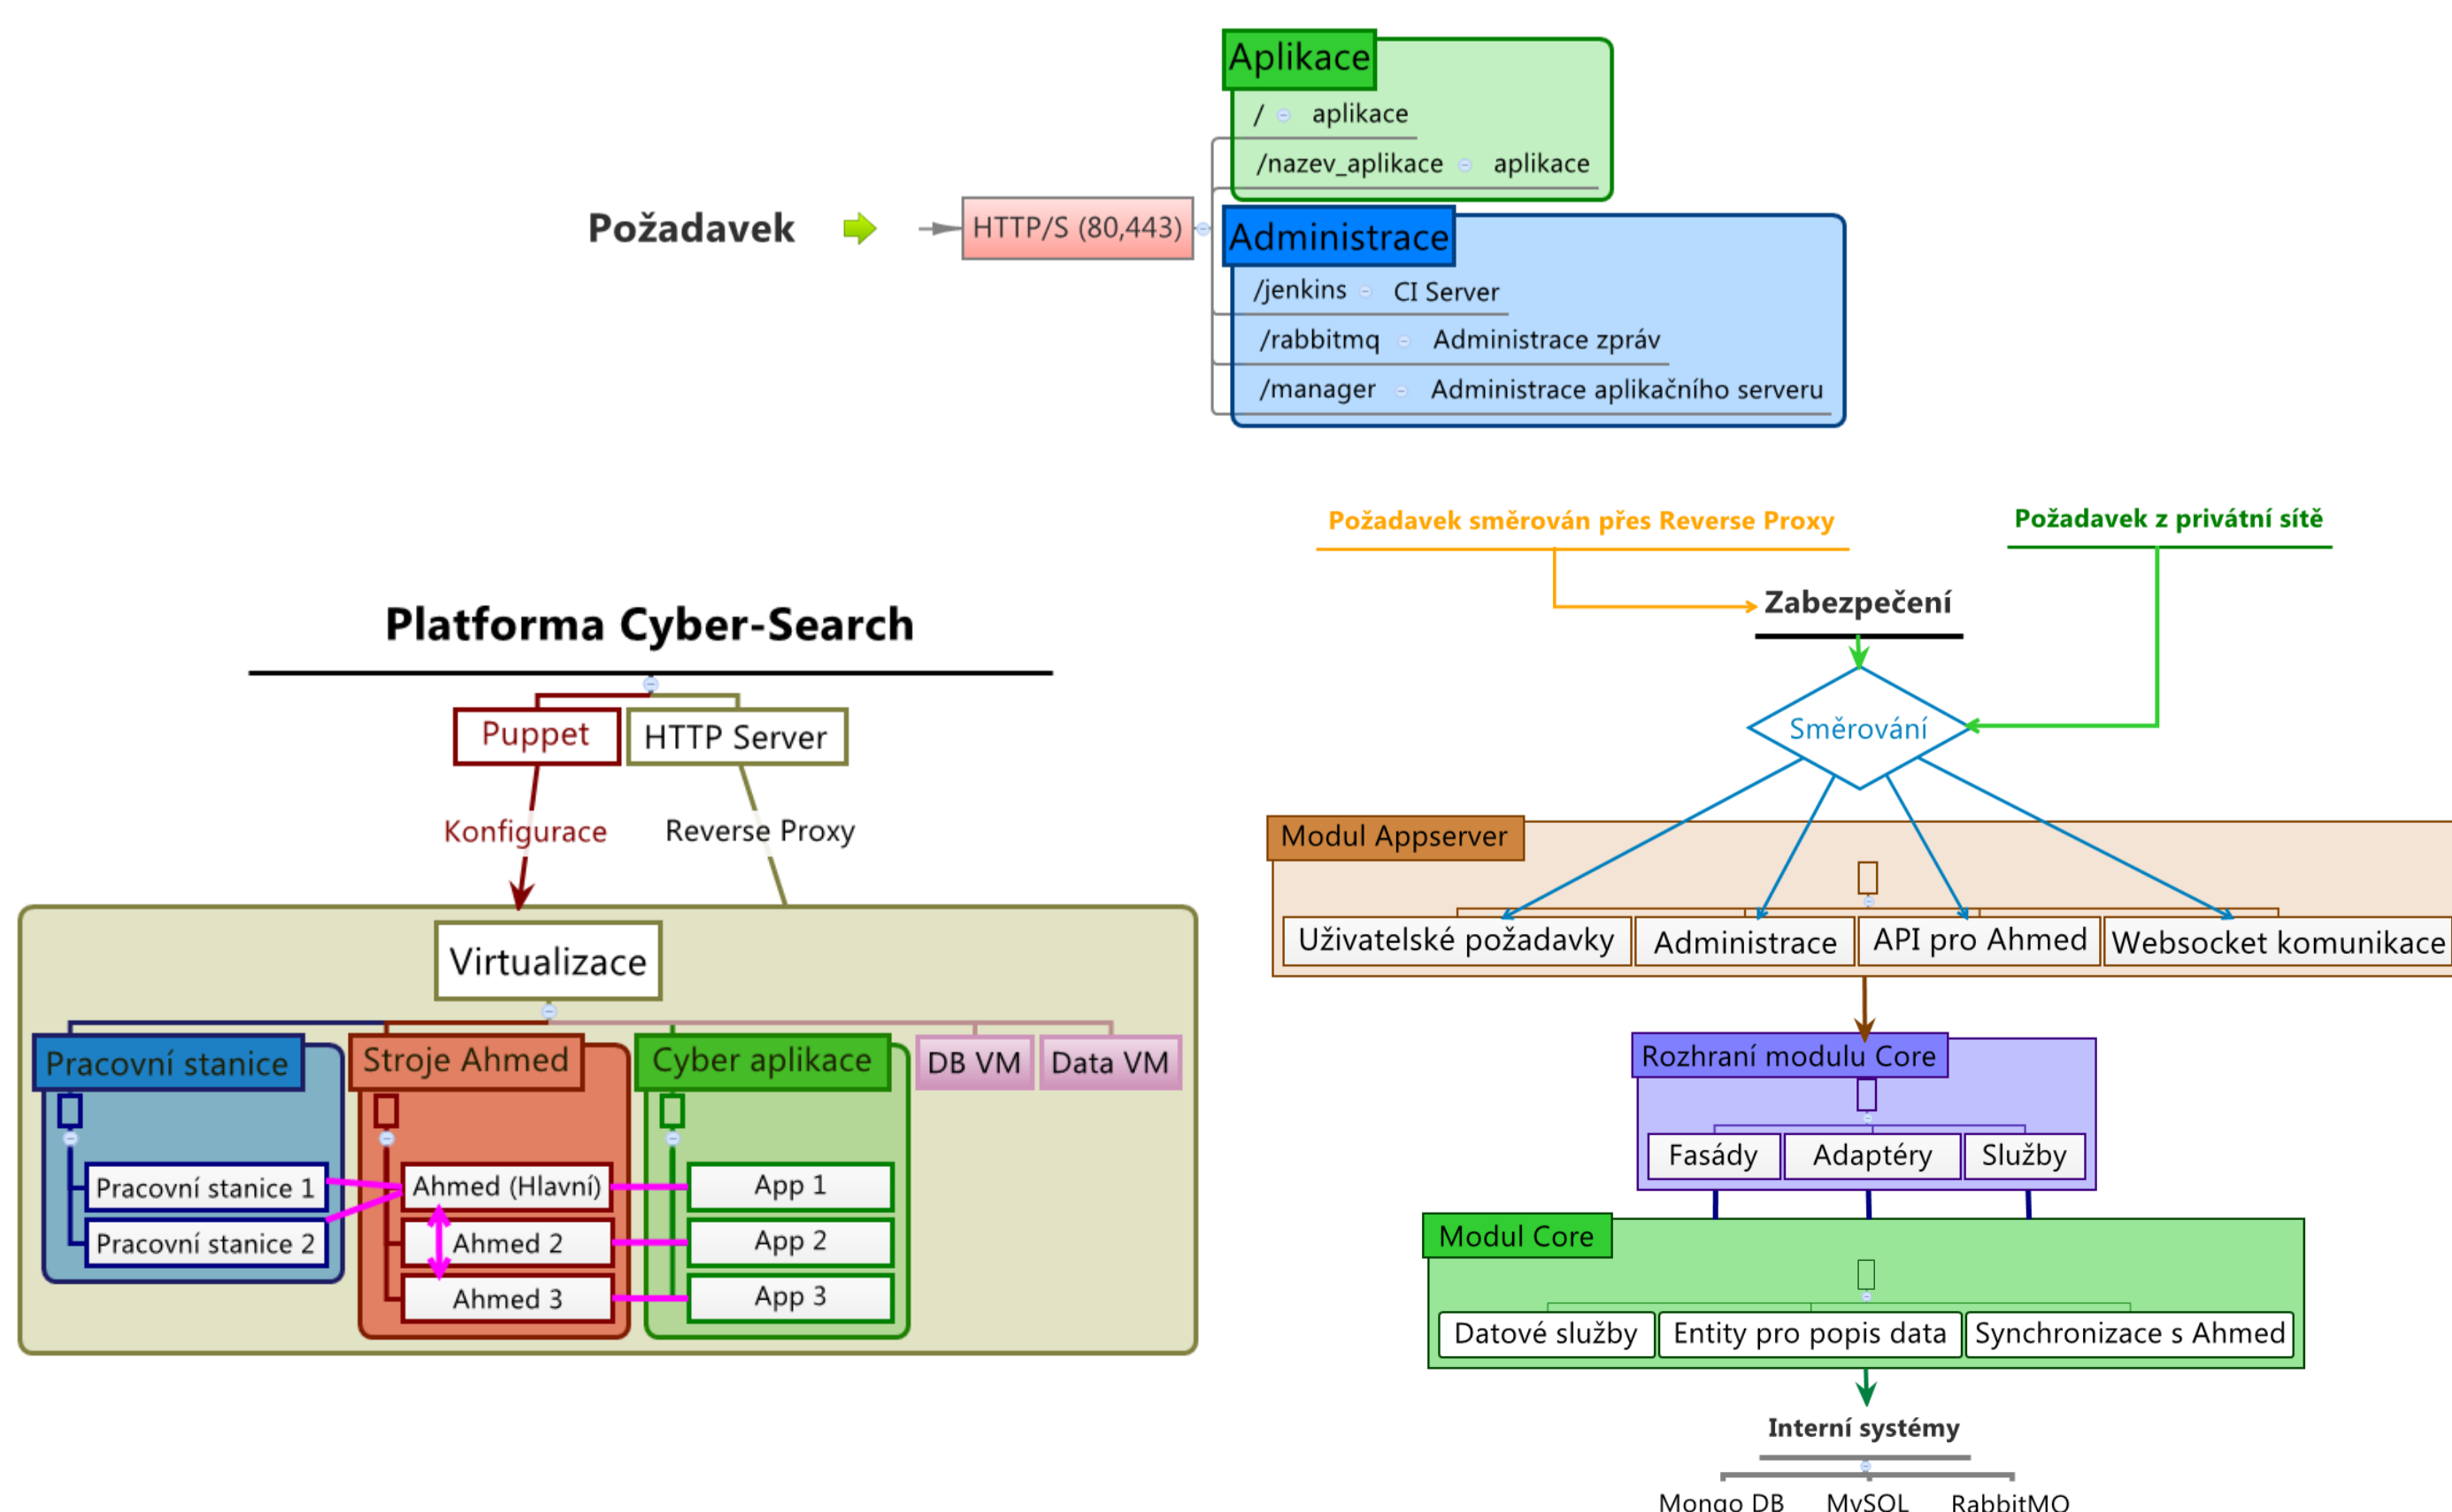 Aplikace
/ aplikace
/nazev_aplikace aplikace
Požadavek
HTTP/S (80,443)
Administrace
/jenkins CI Server
/rabbitmq Administrace zpráv
/manager Administrace aplikačního serveru
Platforma Cyber-Search
Puppet
HTTP Server
Konfigurace
Reverse Proxy
Virtualizace
Pracovní stanice
Stroje Ahmed
Cyber aplikace
DB VM
Data VM
Pracovní stanice 1
Pracovní stanice 2
Ahmed (Hlavní)
Ahmed 2
Ahmed 3
App 1
App 2
App 3
Požadavek směrován přes Reverse Proxy
Požadavek z privátní sítě
Zabezpečení
Směrování
Modul Appserver
Uživatelské požadavky
Administrace
API pro Ahmed
Websocket komunikace
Rozhraní modulu Core
Fasády
Adaptéry
Služby
Modul Core
Datové služby
Entity pro popis data
Synchronizace s Ahmed
Interní systémy
Mongo DB
MySQL
RabbitMQ